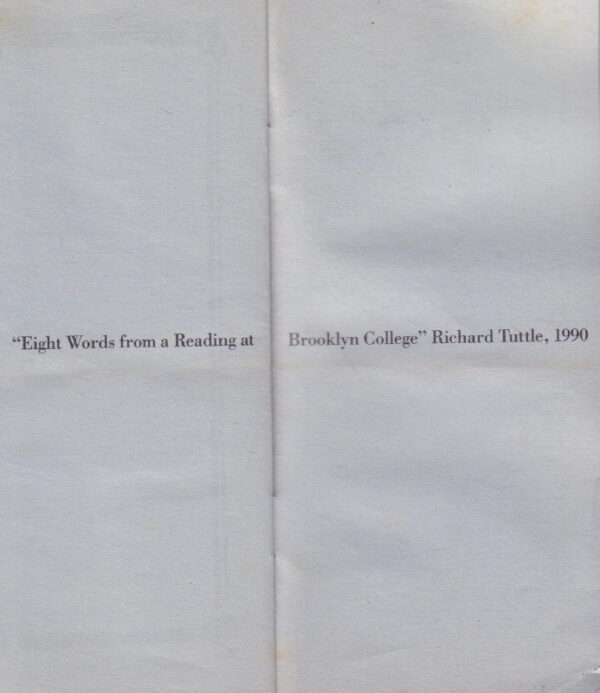 “Eight Words from a Reading at Brooklyn College” Richard Tuttle, 1990